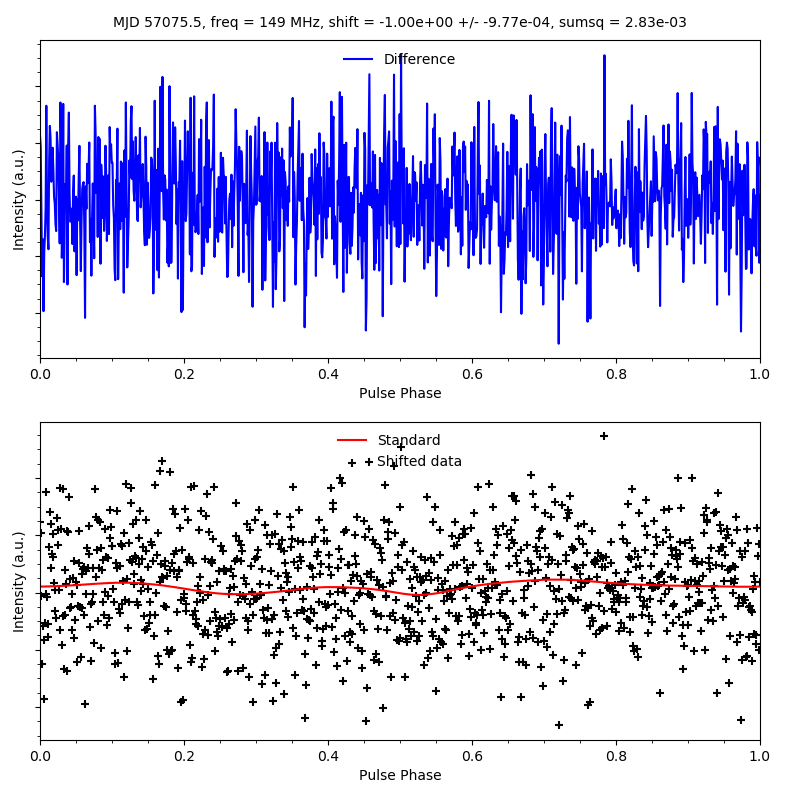 MJD 57075.5, freq = 149 MHz, shift = -1.00e+00 +/- -9.77e-04, sumsq = 2.83e-03
Difference
Intensity (a.u.)
0.0 0.2 0.4 0.6 0.8 1.0
Pulse Phase
Standard
Shifted data
Intensity (a.u.)
0.0 0.2 0.4 0.6 0.8 1.0
Pulse Phase